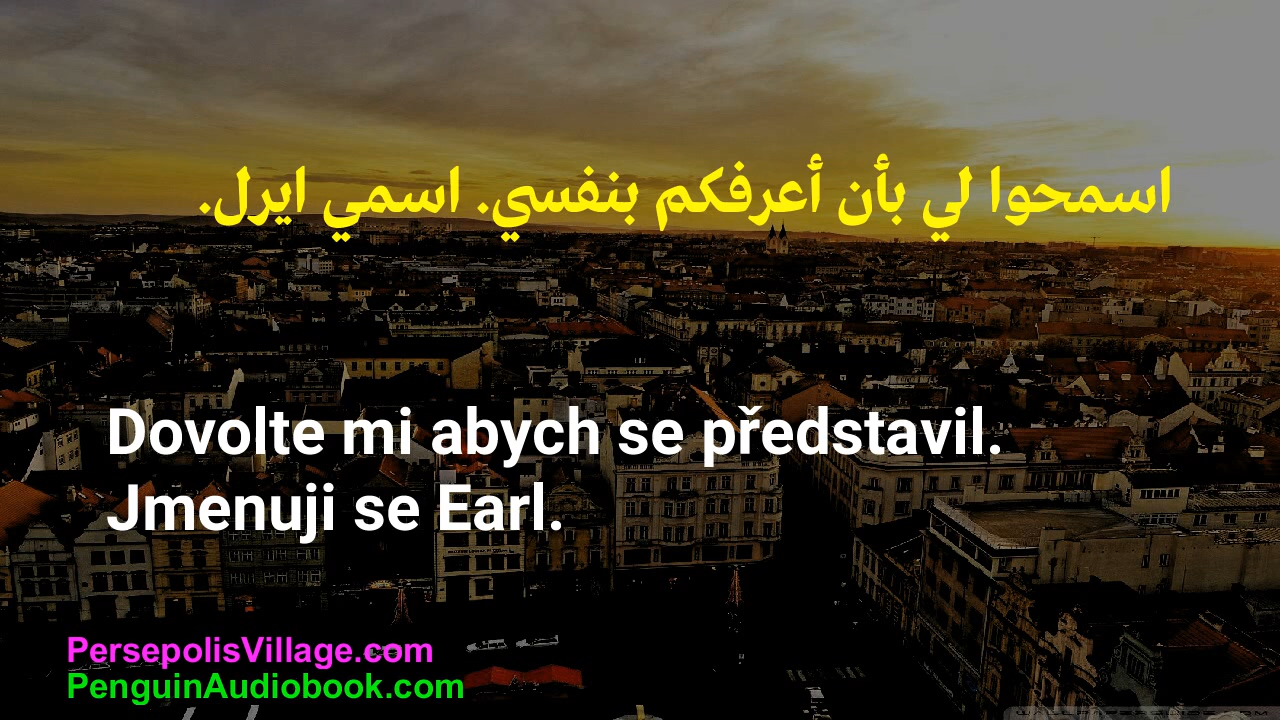 اسمحوا لي بأن أعرفكم بنفسي. اسمي ايرل.
Dovolte mi abych se představil.
Jmenuji se Earl.
PersepolisVillage.com
PenguinAudiobook.com